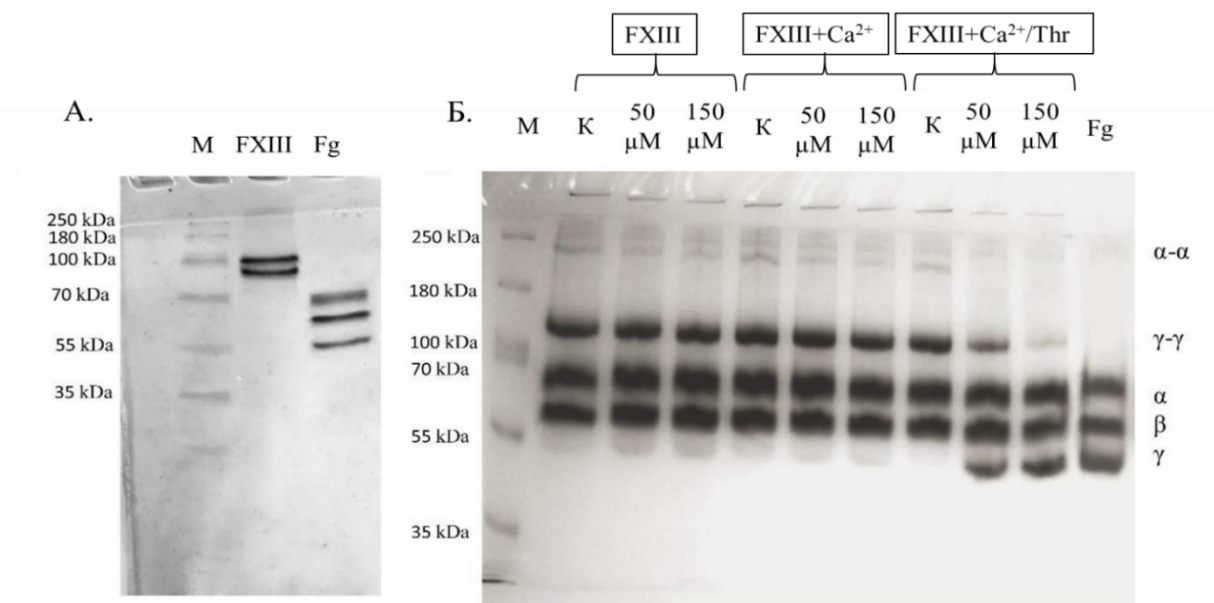 FXIII
FXIII+Ca²⁺
FXIII+Ca²⁺/Thr
А.
M FXIII Fg
250 kDa
180 kDa
100 kDa
70 kDa
55 kDa
35 kDa
Б.
M К 50 µM 150 µM К 50 µM 150 µM К 50 µM 150 µM Fg
250 kDa
180 kDa
100 kDa
70 kDa
55 kDa
35 kDa
α-α
γ-γ
α
β
γ